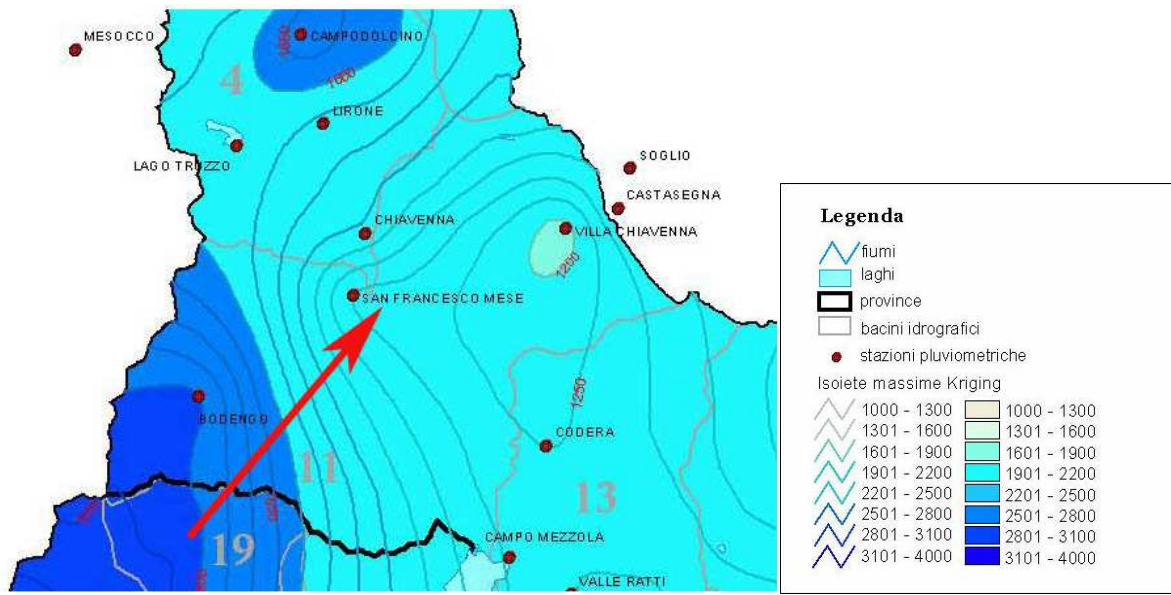 MESOCCO
CAMPODOLCINO
4
LIRONE
LAGO TRUZZO
SOGLIO
CASTASEGNA
CHIAVENNA
VILLA CHIAVENNA
1200
SAN FRANCESCO MESE
1250
BODENGO
CODERA
11
13
19
CAMPO MEZZOLA
VALLE RATTI
Legenda
fiumi
laghi
province
bacini idrografici
stazioni pluviometriche
Isoiete massime Kriging
1000 - 1300 1000 - 1300
1301 - 1600 1301 - 1600
1601 - 1900 1601 - 1900
1901 - 2200 1901 - 2200
2201 - 2500 2201 - 2500
2501 - 2800 2501 - 2800
2801 - 3100 2801 - 3100
3101 - 4000 3101 - 4000